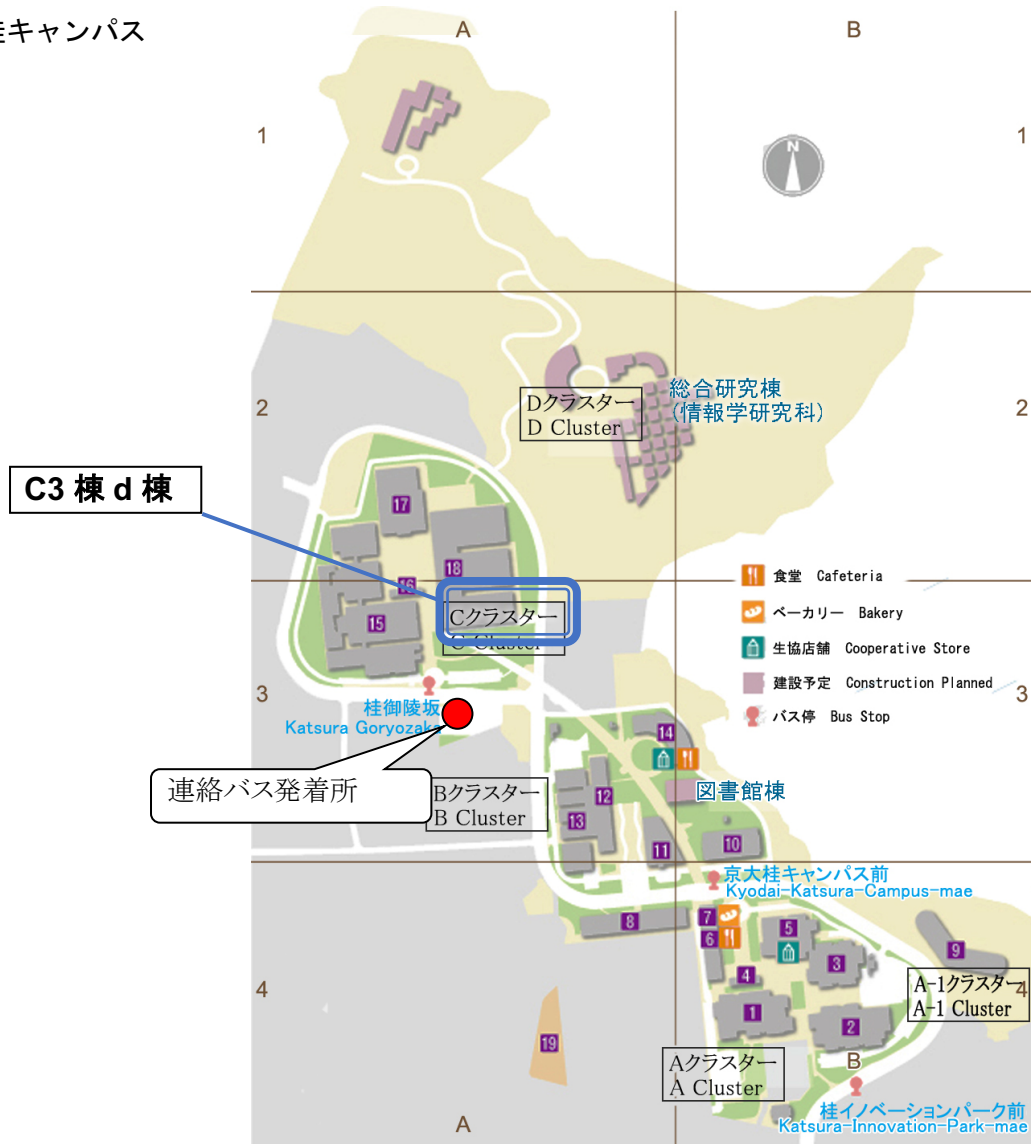 キャンパス
A
B
1
1
N
2
2
Dクラスター
D Cluster
総合研究棟
(情報学研究科)
C3 棟 d 棟
17
18
16
15
Cクラスター
C Cluster
食堂 Cafeteria
ベーカリー Bakery
生協店舗 Cooperative Store
建設予定 Construction Planned
バス停 Bus Stop
3
3
桂御陵坂
Katsura Goryozaka
連絡バス発着所
14
図書館棟
Bクラスター
B Cluster
12
13
11
10
京大桂キャンパス前
Kyodai-Katsura-Campus-mae
8
7
6
5
4
3
9
1
2
4
4
A-1クラスター
A-1 Cluster
19
Aクラスター
A Cluster
B
A
桂イノベーションパーク前
Katsura-Innovation-Park-mae